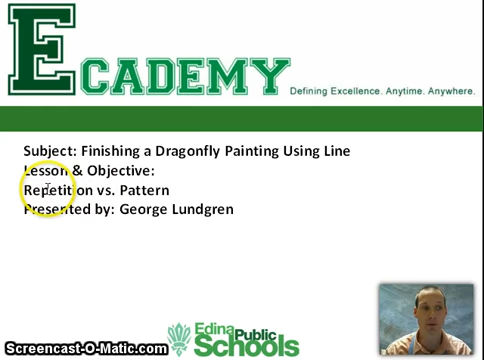 ECADEMY
Defining Excellence. Anytime. Anywhere.
Subject: Finishing a Dragonfly Painting Using Line
Lesson & Objective:
Repetition vs. Pattern
Presented by: George Lundgren
Edina Public
Schools
Screencast-O-Matic.com